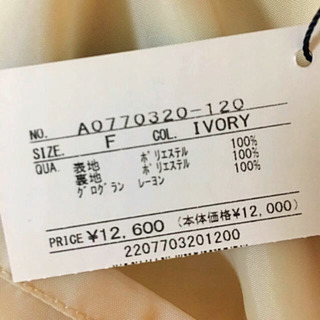 NO. A0770320-120
SIZE. F COL. IVORY
QUA. 表地 ポリエステル 100%
裏地 ポリエステル 100%
グログラン レーヨン 100%
PRICE ¥12,600 (本体価格¥12,000)
2207703201200